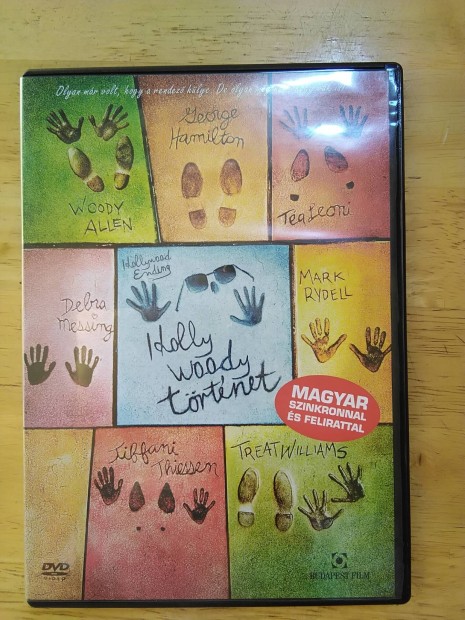 Olyan már volt, hogy a rendező hülye. De olyan
WOODY
ALLEN
George
Hamilton
Téa Leoni
Debra
Messing
Hollywood
Ending
Holly
woody
történet
MARK
RYDELL
MAGYAR
SZINKRONNAL
ÉS FELIRATTAL
Tiffani
Thiessen
TREAT WILLIAMS
DVD
VIDEO
BUDAPEST FILM